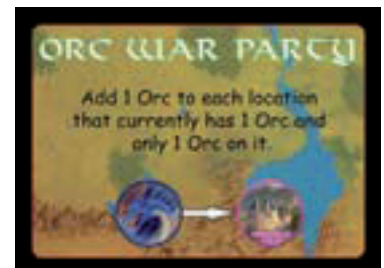 ORC WAR PARTY
Add 1 Orc to each location
that currently has 1 Orc and
only 1 Orc on it.